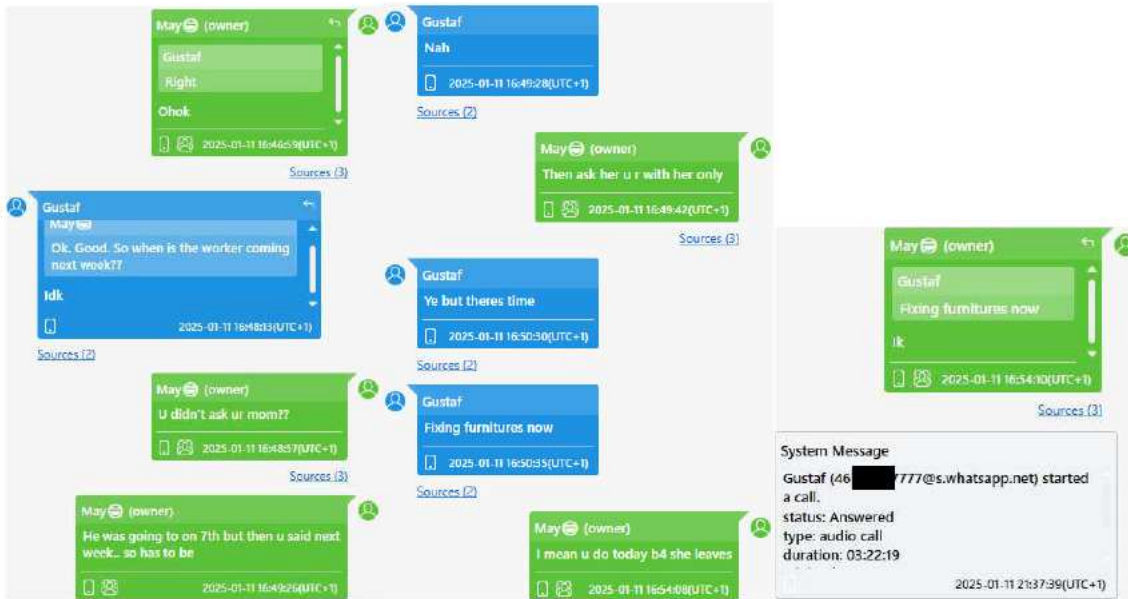 May😁 (owner)
Gustaf
Right
Ohok
2025-01-11 16:46:59(UTC+1)
Sources (3)
Gustaf
May😁
Ok. Good. So when is the worker coming
next week??
Idk
2025-01-11 16:48:13(UTC+1)
Sources (2)
May😁 (owner)
U didn't ask ur mom??
2025-01-11 16:48:57(UTC+1)
Sources (3)
May😁 (owner)
He was going to on 7th but then u said next
week.. so has to be
2025-01-11 16:49:26(UTC+1)
Gustaf
Nah
2025-01-11 16:49:28(UTC+1)
Sources (2)
May😁 (owner)
Then ask her u r with her only
2025-01-11 16:49:42(UTC+1)
Sources (3)
Gustaf
Ye but theres time
2025-01-11 16:50:30(UTC+1)
Sources (2)
Gustaf
Fixing furnitures now
2025-01-11 16:50:35(UTC+1)
Sources (2)
May😁 (owner)
I mean u do today b4 she leaves
2025-01-11 16:54:08(UTC+1)
May😁 (owner)
Gustaf
Fixing furnitures now
Ik
2025-01-11 16:54:10(UTC+1)
Sources (3)
System Message
Gustaf (46 7777@s.whatsapp.net) started
a call.
status: Answered
type: audio call
duration: 03:22:19
2025-01-11 21:37:39(UTC+1)